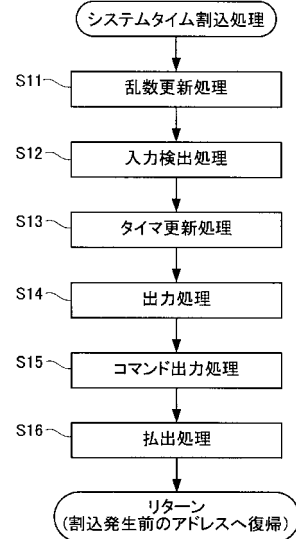 システムタイム割込処理
S11
乱数更新処理
S12
入力検出処理
S13
タイマ更新処理
S14
出力処理
S15
コマンド出力処理
S16
払出処理
リターン
(割込発生前のアドレスへ復帰)